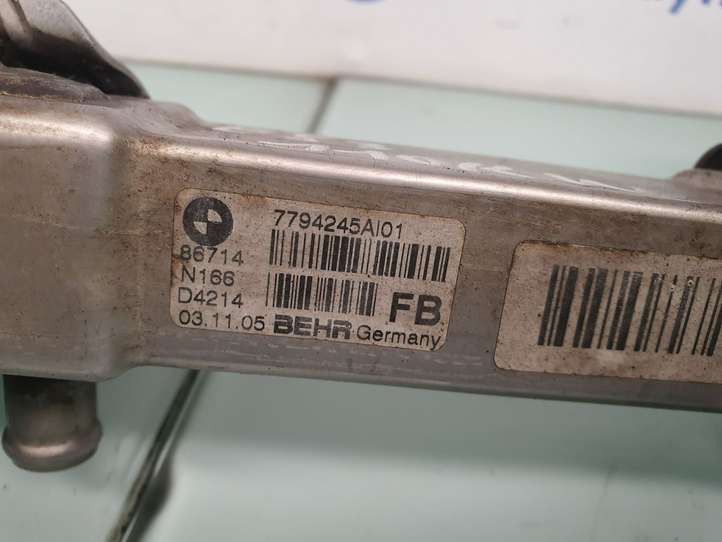 7794245AI01
86714
N166
D4214
FB
03.11.05 BEHR Germany